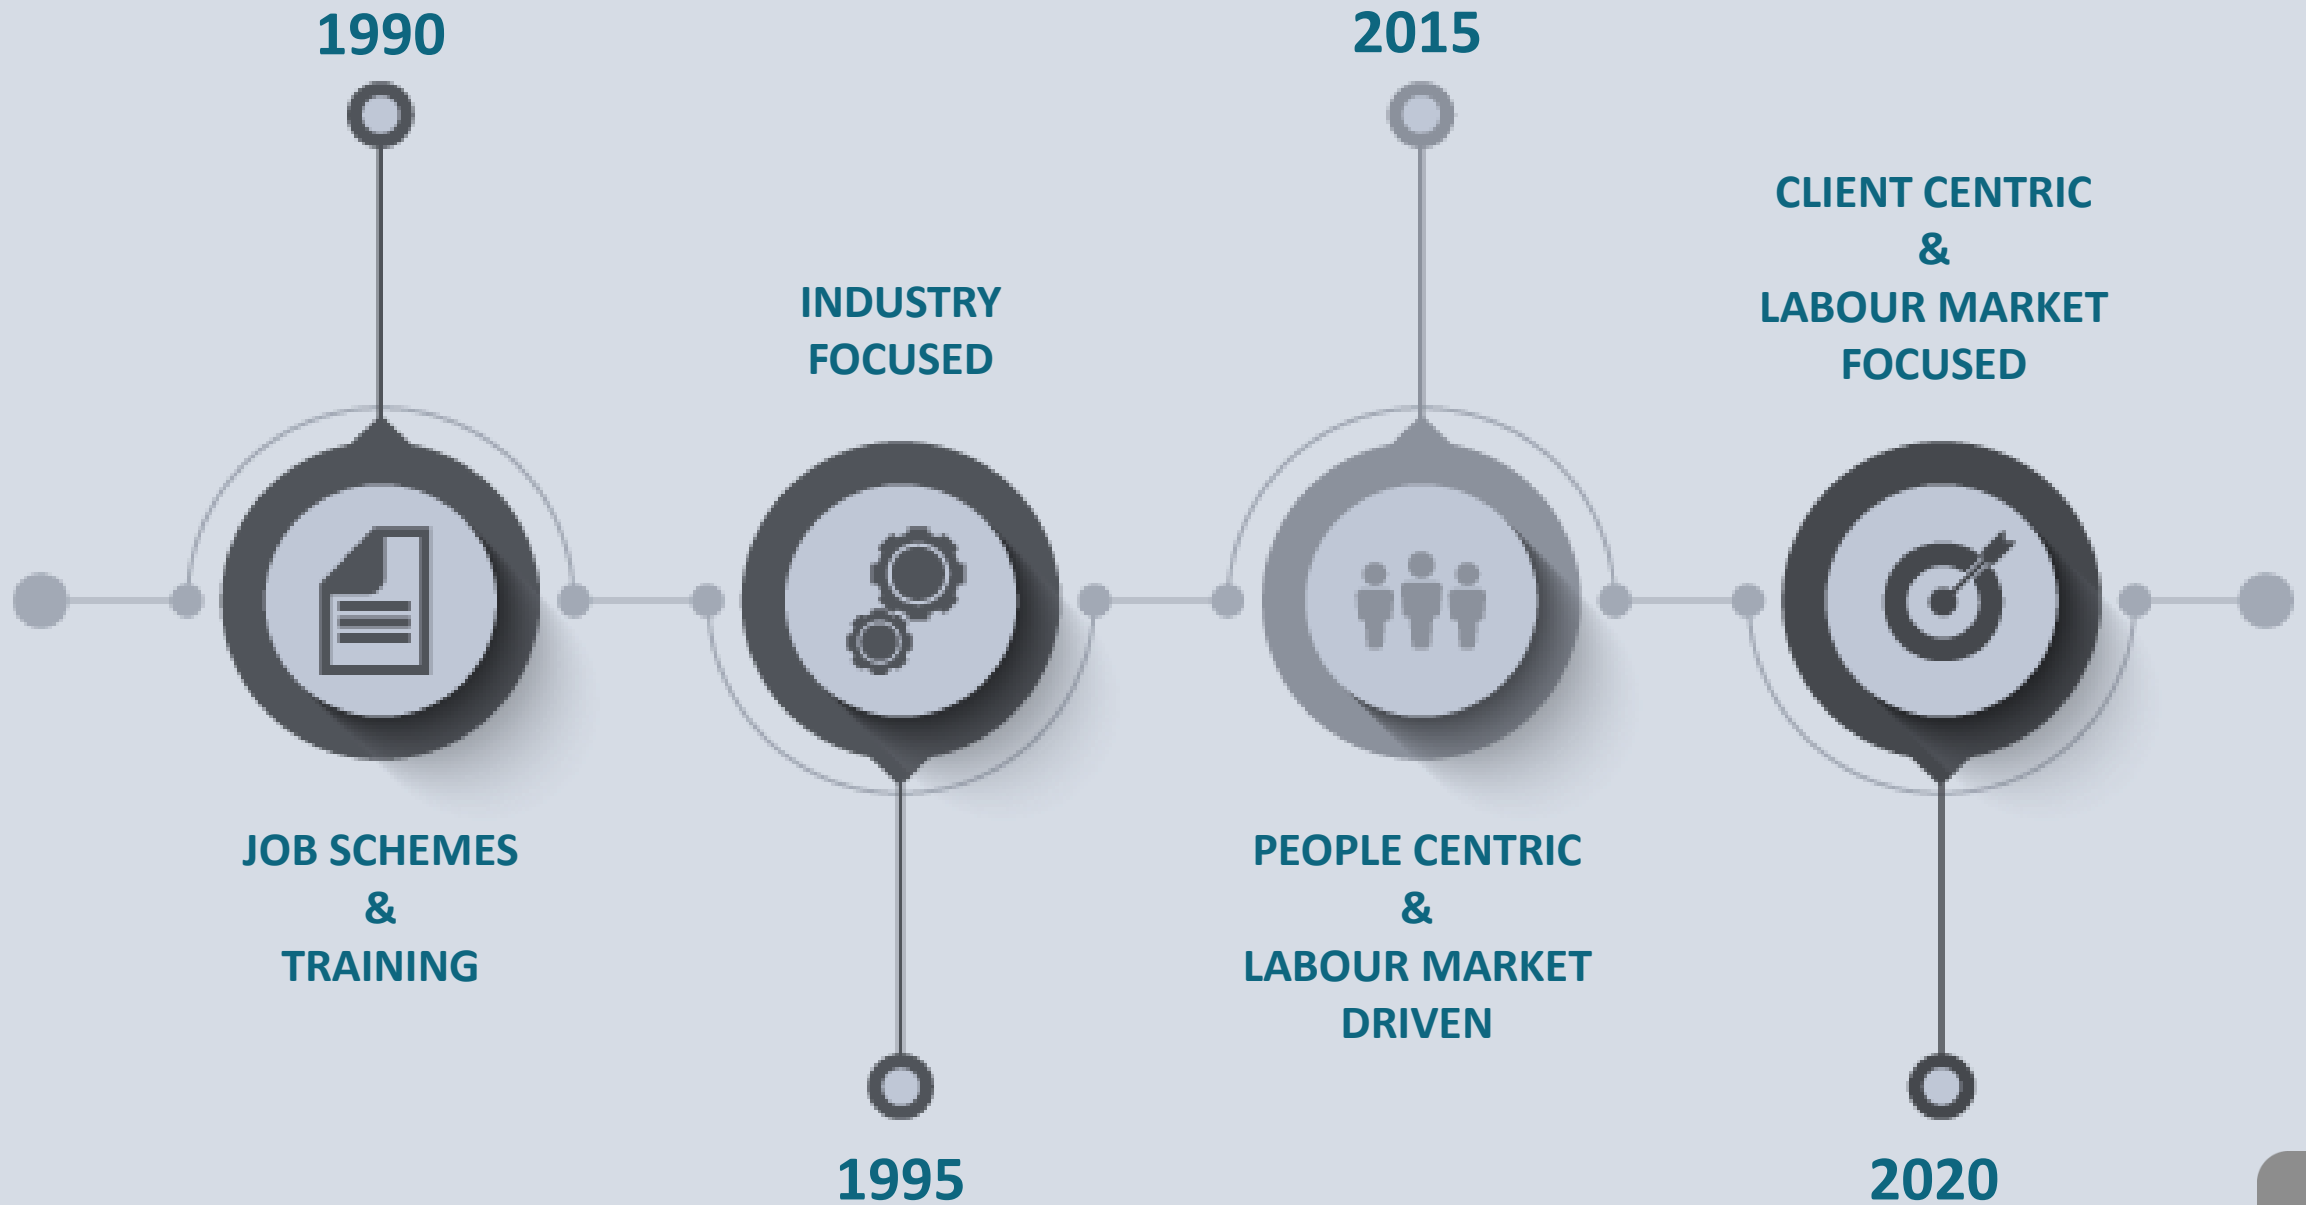 1990
JOB SCHEMES
&
TRAINING
INDUSTRY
FOCUSED
1995
2015
PEOPLE CENTRIC
&
LABOUR MARKET
DRIVEN
CLIENT CENTRIC
&
LABOUR MARKET
FOCUSED
2020